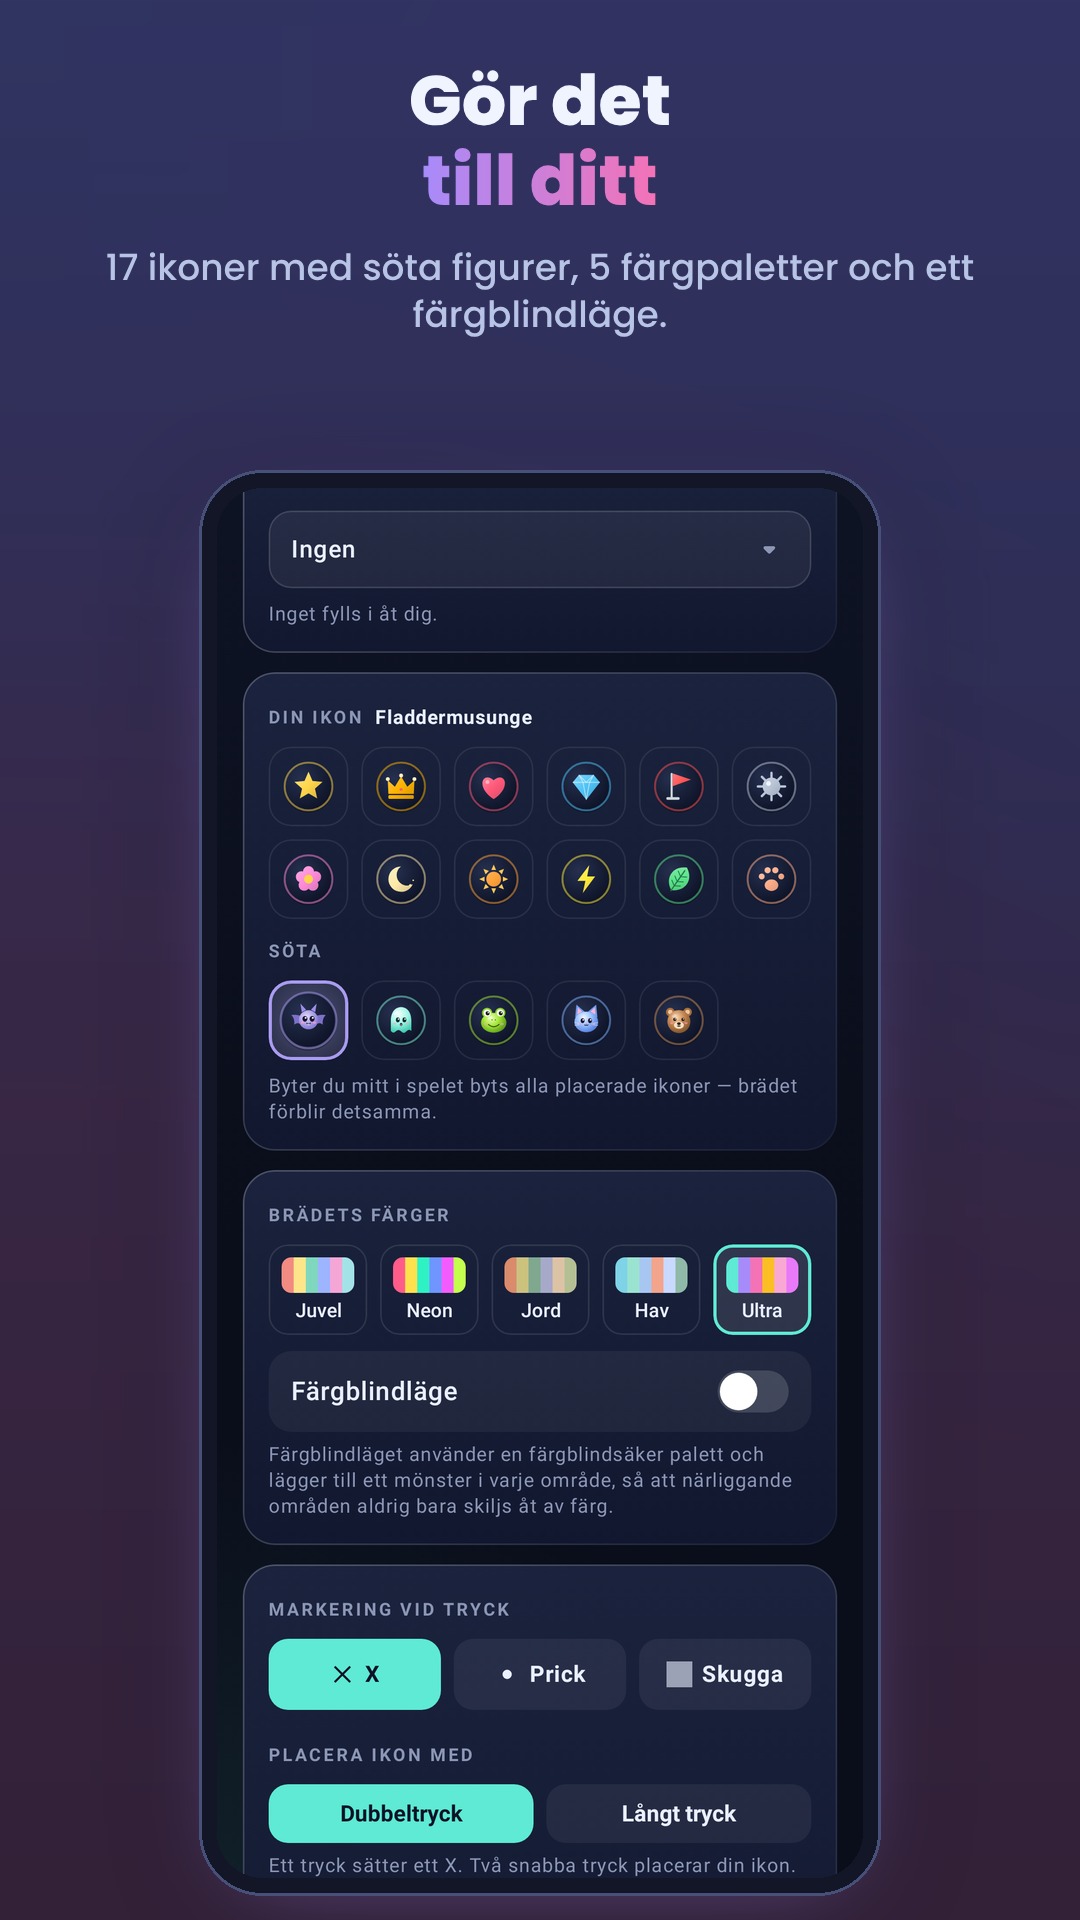 Gör det
till ditt
17 ikoner med söta figurer, 5 färgpaletter och ett
färgblindläge.
Ingen
Inget fylls i åt dig.
DIN IKON Fladdermusunge
SÖTA
Byter du mitt i spelet byts alla placerade ikoner — brädet
förblir detsamma.
BRÄDETS FÄRGER
Juvel Neon Jord Hav Ultra
Färgblindläge
Färgblindläget använder en färgblindsäker palett och
lägger till ett mönster i varje område, så att närliggande
områden aldrig bara skiljs åt av färg.
MARKERING VID TRYCK
X Prick Skugga
PLACERA IKON MED
Dubbeltryck Långt tryck
Ett tryck sätter ett X. Två snabba tryck placerar din ikon.